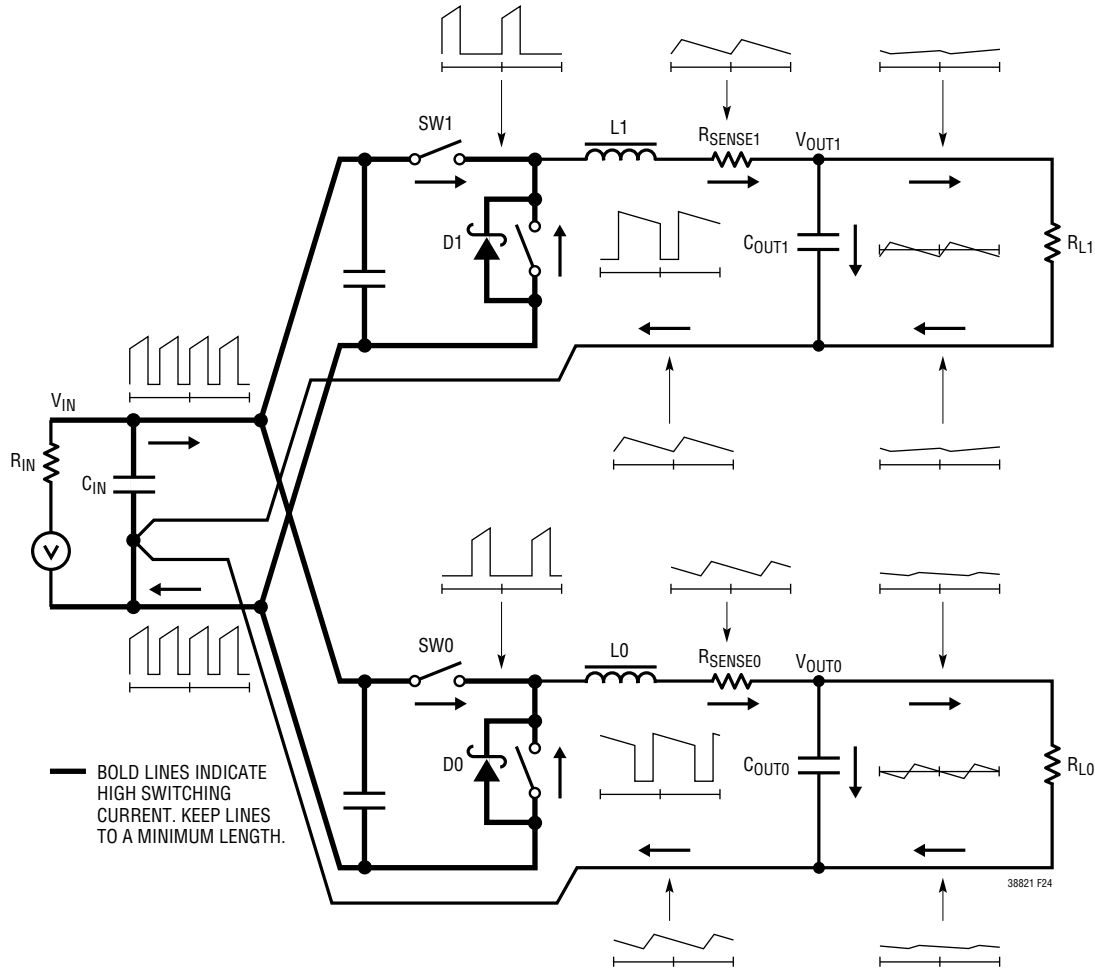 SW1
L1
RSENSE1
VOUT1
D1
COUT1
RL1
VIN
RIN
CIN
V
SW0
L0
RSENSE0
VOUT0
D0
COUT0
RL0
BOLD LINES INDICATE
HIGH SWITCHING
CURRENT. KEEP LINES
TO A MINIMUM LENGTH.
38821 F24